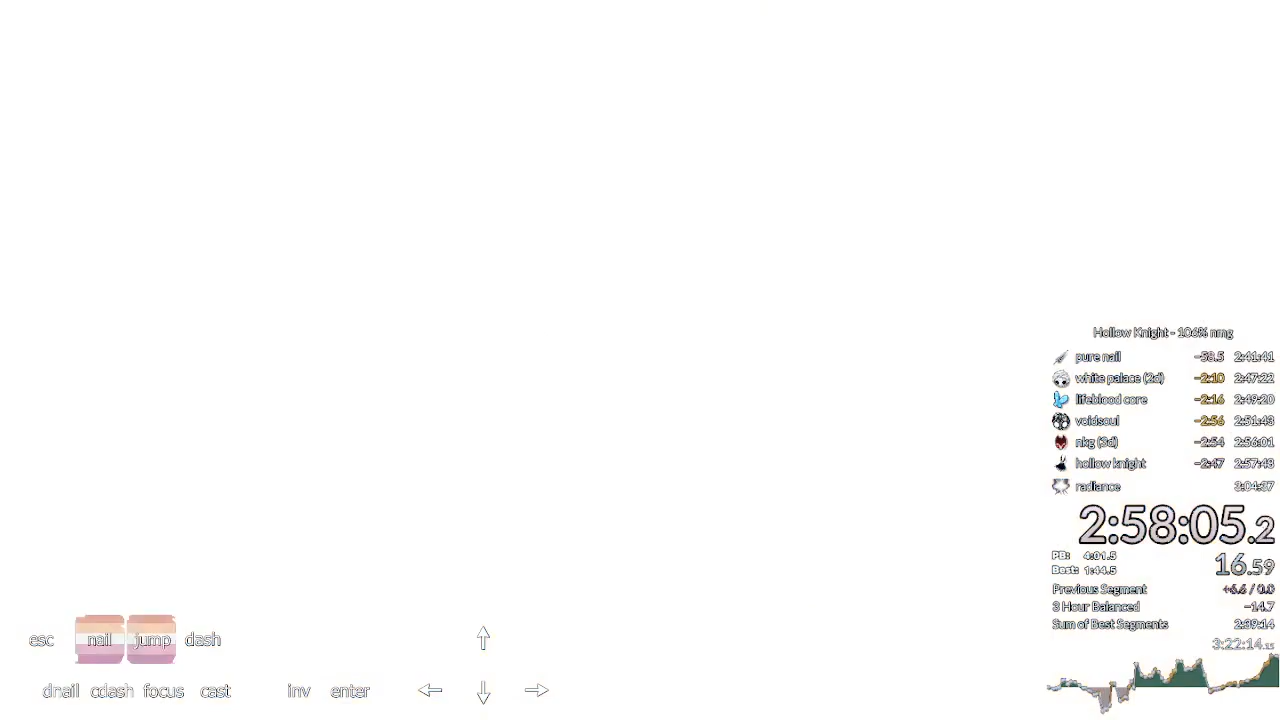 Hollow Knight - 106% nmg
pure nail -58.5 2:41:41
white palace (2d) -2:10 2:47:22
lifeblood core -2:16 2:49:20
voidsoul -2:56 2:51:43
nkg (3d) -2:54 2:56:01
hollow knight -2:47 2:57:48
radiance 3:04:37
2:58:05.2
PB: 4:01.5
Best: 1:44.5
16.59
Previous Segment +6.6 / 0.0
3 Hour Balanced -14.7
Sum of Best Segments 2:39:14
3:22:14.15
esc nail jump dash
dnail cdash focus cast inv enter